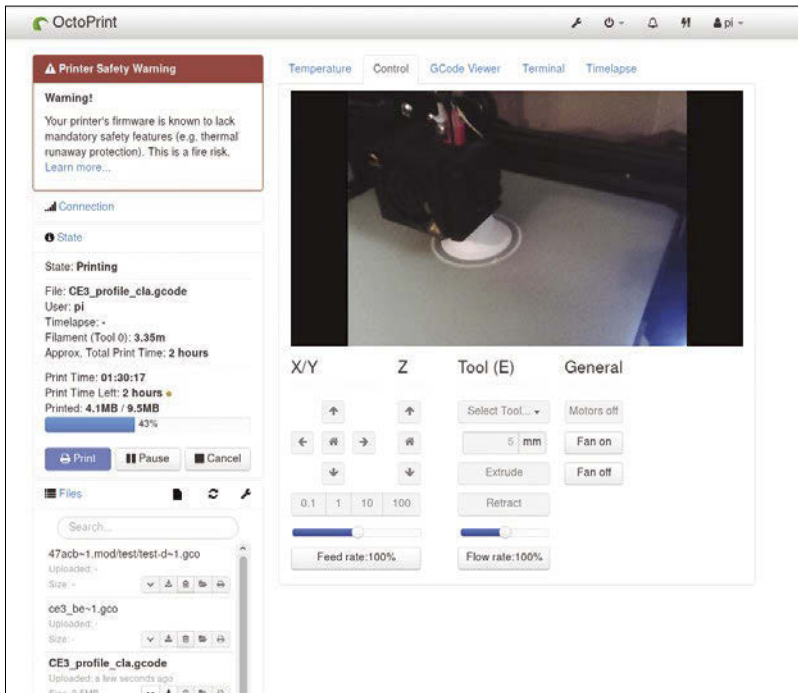 OctoPrint
pi
Printer Safety Warning
Warning!
Your printer's firmware is known to lack
mandatory safety features (e.g. thermal
runaway protection). This is a fire risk.
Learn more...
Connection
State
State: Printing
File: CE3_profile_cla.gcode
User: pi
Timelapse: -
Filament (Tool 0): 3.35m
Approx. Total Print Time: 2 hours
Print Time: 01:30:17
Print Time Left: 2 hours
Printed: 4.1MB / 9.5MB
43%
Print Pause Cancel
Files
Search...
47acb~1.mod/test/test-d~1.gco
Uploaded: -
Size: -
ce3_be~1.gco
Uploaded: -
Size: -
CE3_profile_cla.gcode
Uploaded: a few seconds ago
Temperature Control GCode Viewer Terminal Timelapse
X/Y Z Tool (E) General
Select Tool... Motors off
5 mm Fan on
Extrude Fan off
0.1 1 10 100 Retract
Feed rate:100% Flow rate:100%